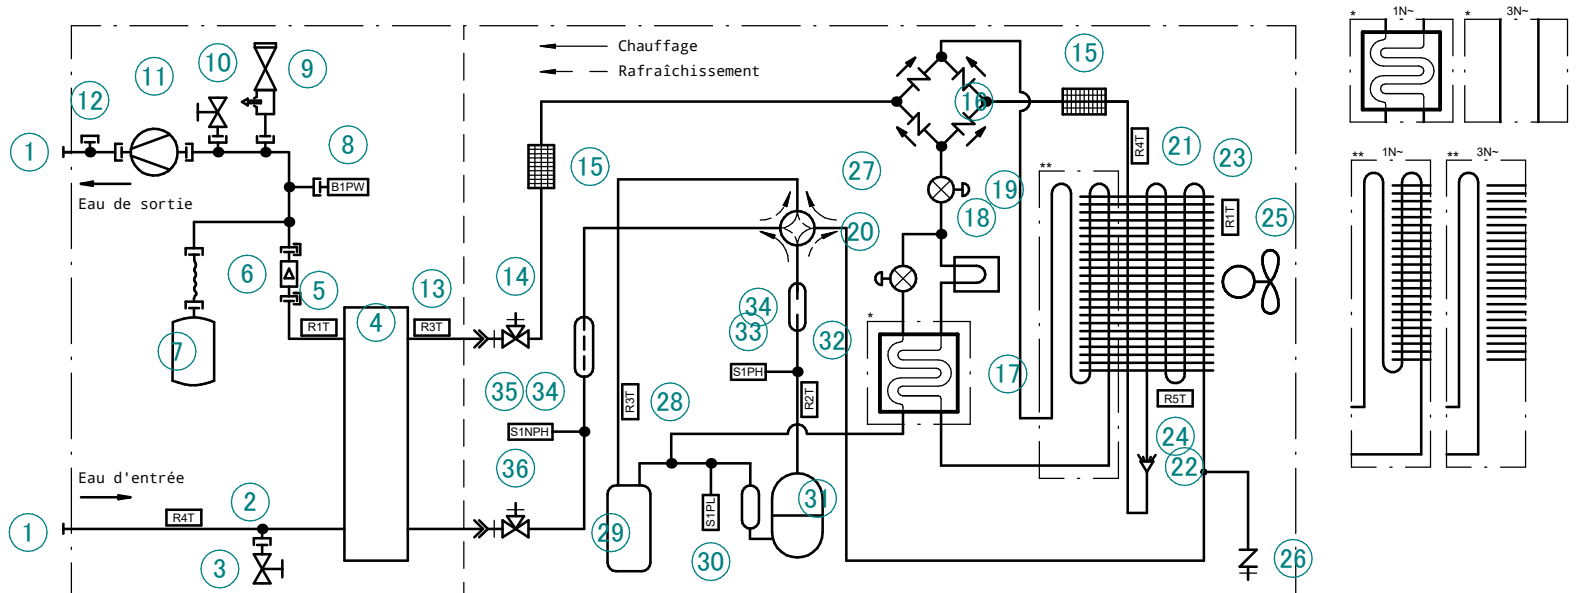 * 1N~ 3N~
Chauffage
Rafraîchissement
10 9 11 15
12
16
1 8 15 21 R4T
B1PW 27 23
** 1N~ ** 3N~
**
19
Eau de sortie
18 R1T 25
20
6 5 13 14
34
R1T 4 R3T 33 32
*
7
S1PH
17
35 34 R3T 28 R2T R5T
S1NPH
24
36 22
Eau d'entrée
2 31
R4T S1PL
1 29
3 30 26